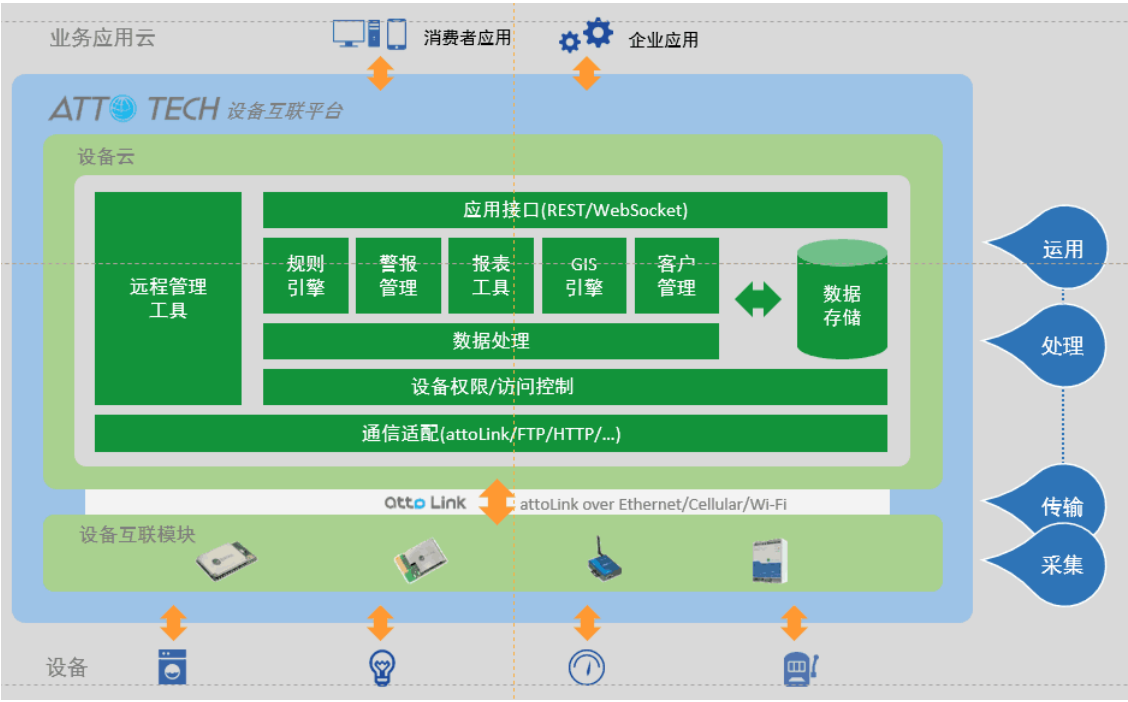 业务应用云
消费者应用
企业应用
ATTO TECH 设备互联平台
设备云
远程管理
工具
应用接口(REST/WebSocket)
规则
引擎
警报
管理
报表
工具
GIS
引擎
客户
管理
数据
存储
数据处理
设备权限/访问控制
通信适配(attoLink/FTP/HTTP/...)
atto Link
attoLink over Ethernet/Cellular/Wi-Fi
设备互联模块
设备
运用
处理
传输
采集